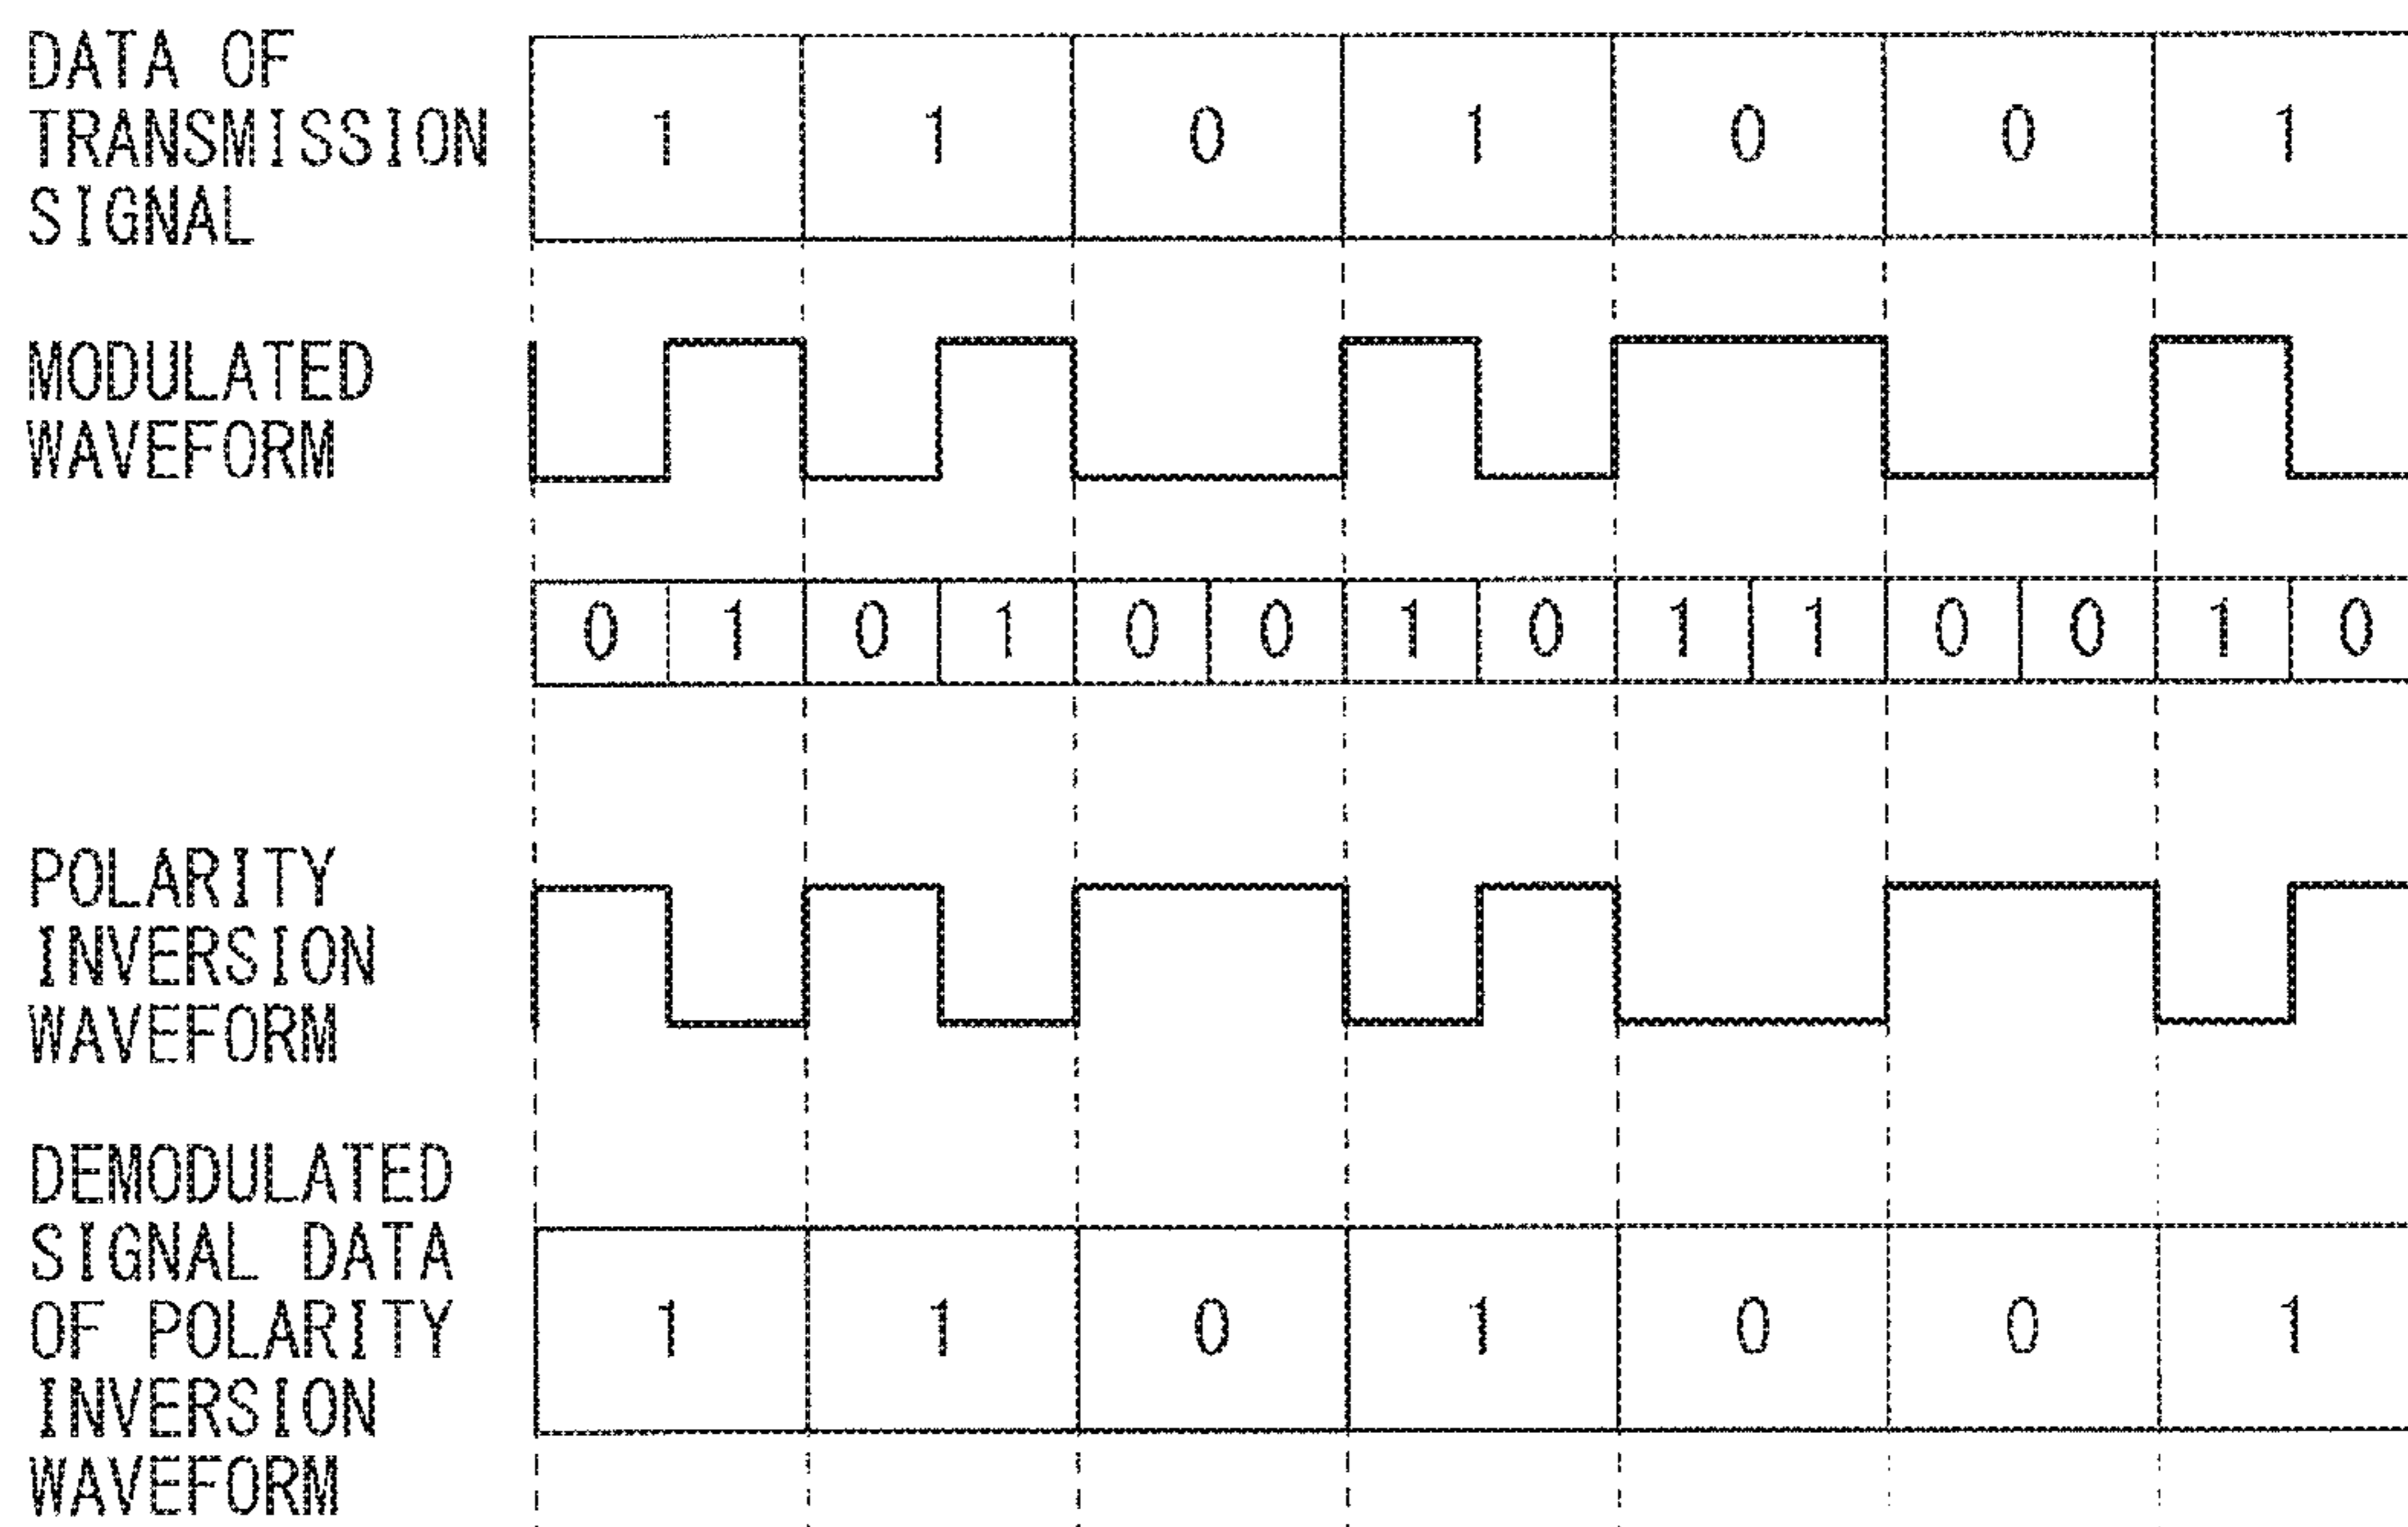 DATA OF
TRANSMISSION
SIGNAL
1 1 0 1 0 0 1
MODULATED
WAVEFORM
0 1 0 1 0 0 1 0 1 1 0 0 1 0
POLARITY
INVERSION
WAVEFORM
DEMODULATED
SIGNAL DATA
OF POLARITY
INVERSION
WAVEFORM
1 1 0 1 0 0 1